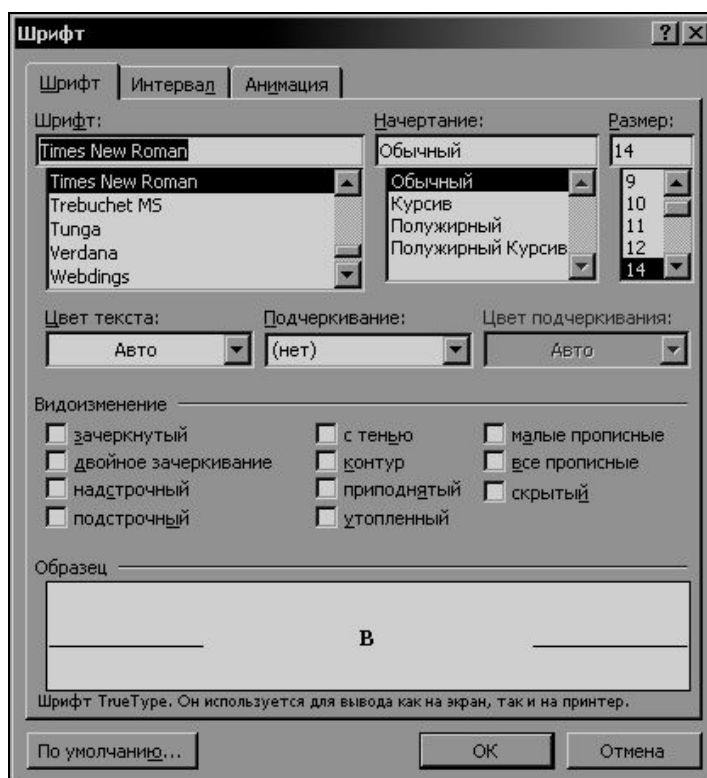 Шрифт
Шрифт Интервал Анимация
Шрифт: Начертание: Размер:
Times New Roman Обычный 14
Times New Roman Обычный 9
Trebuchet MS Курсив 10
Tunga Полужирный 11
Verdana Полужирный Курсив 12
Webdings 14
Цвет текста: Подчеркивание: Цвет подчеркивания:
Авто (нет) Авто
Видоизменение
зачеркнутый с тенью малые прописные
двойное зачеркивание контур все прописные
надстрочный приподнятый скрытый
подстрочный утопленный
Образец
В
Шрифт TrueType. Он используется для вывода как на экран, так и на принтер.
По умолчанию... ОК Отмена